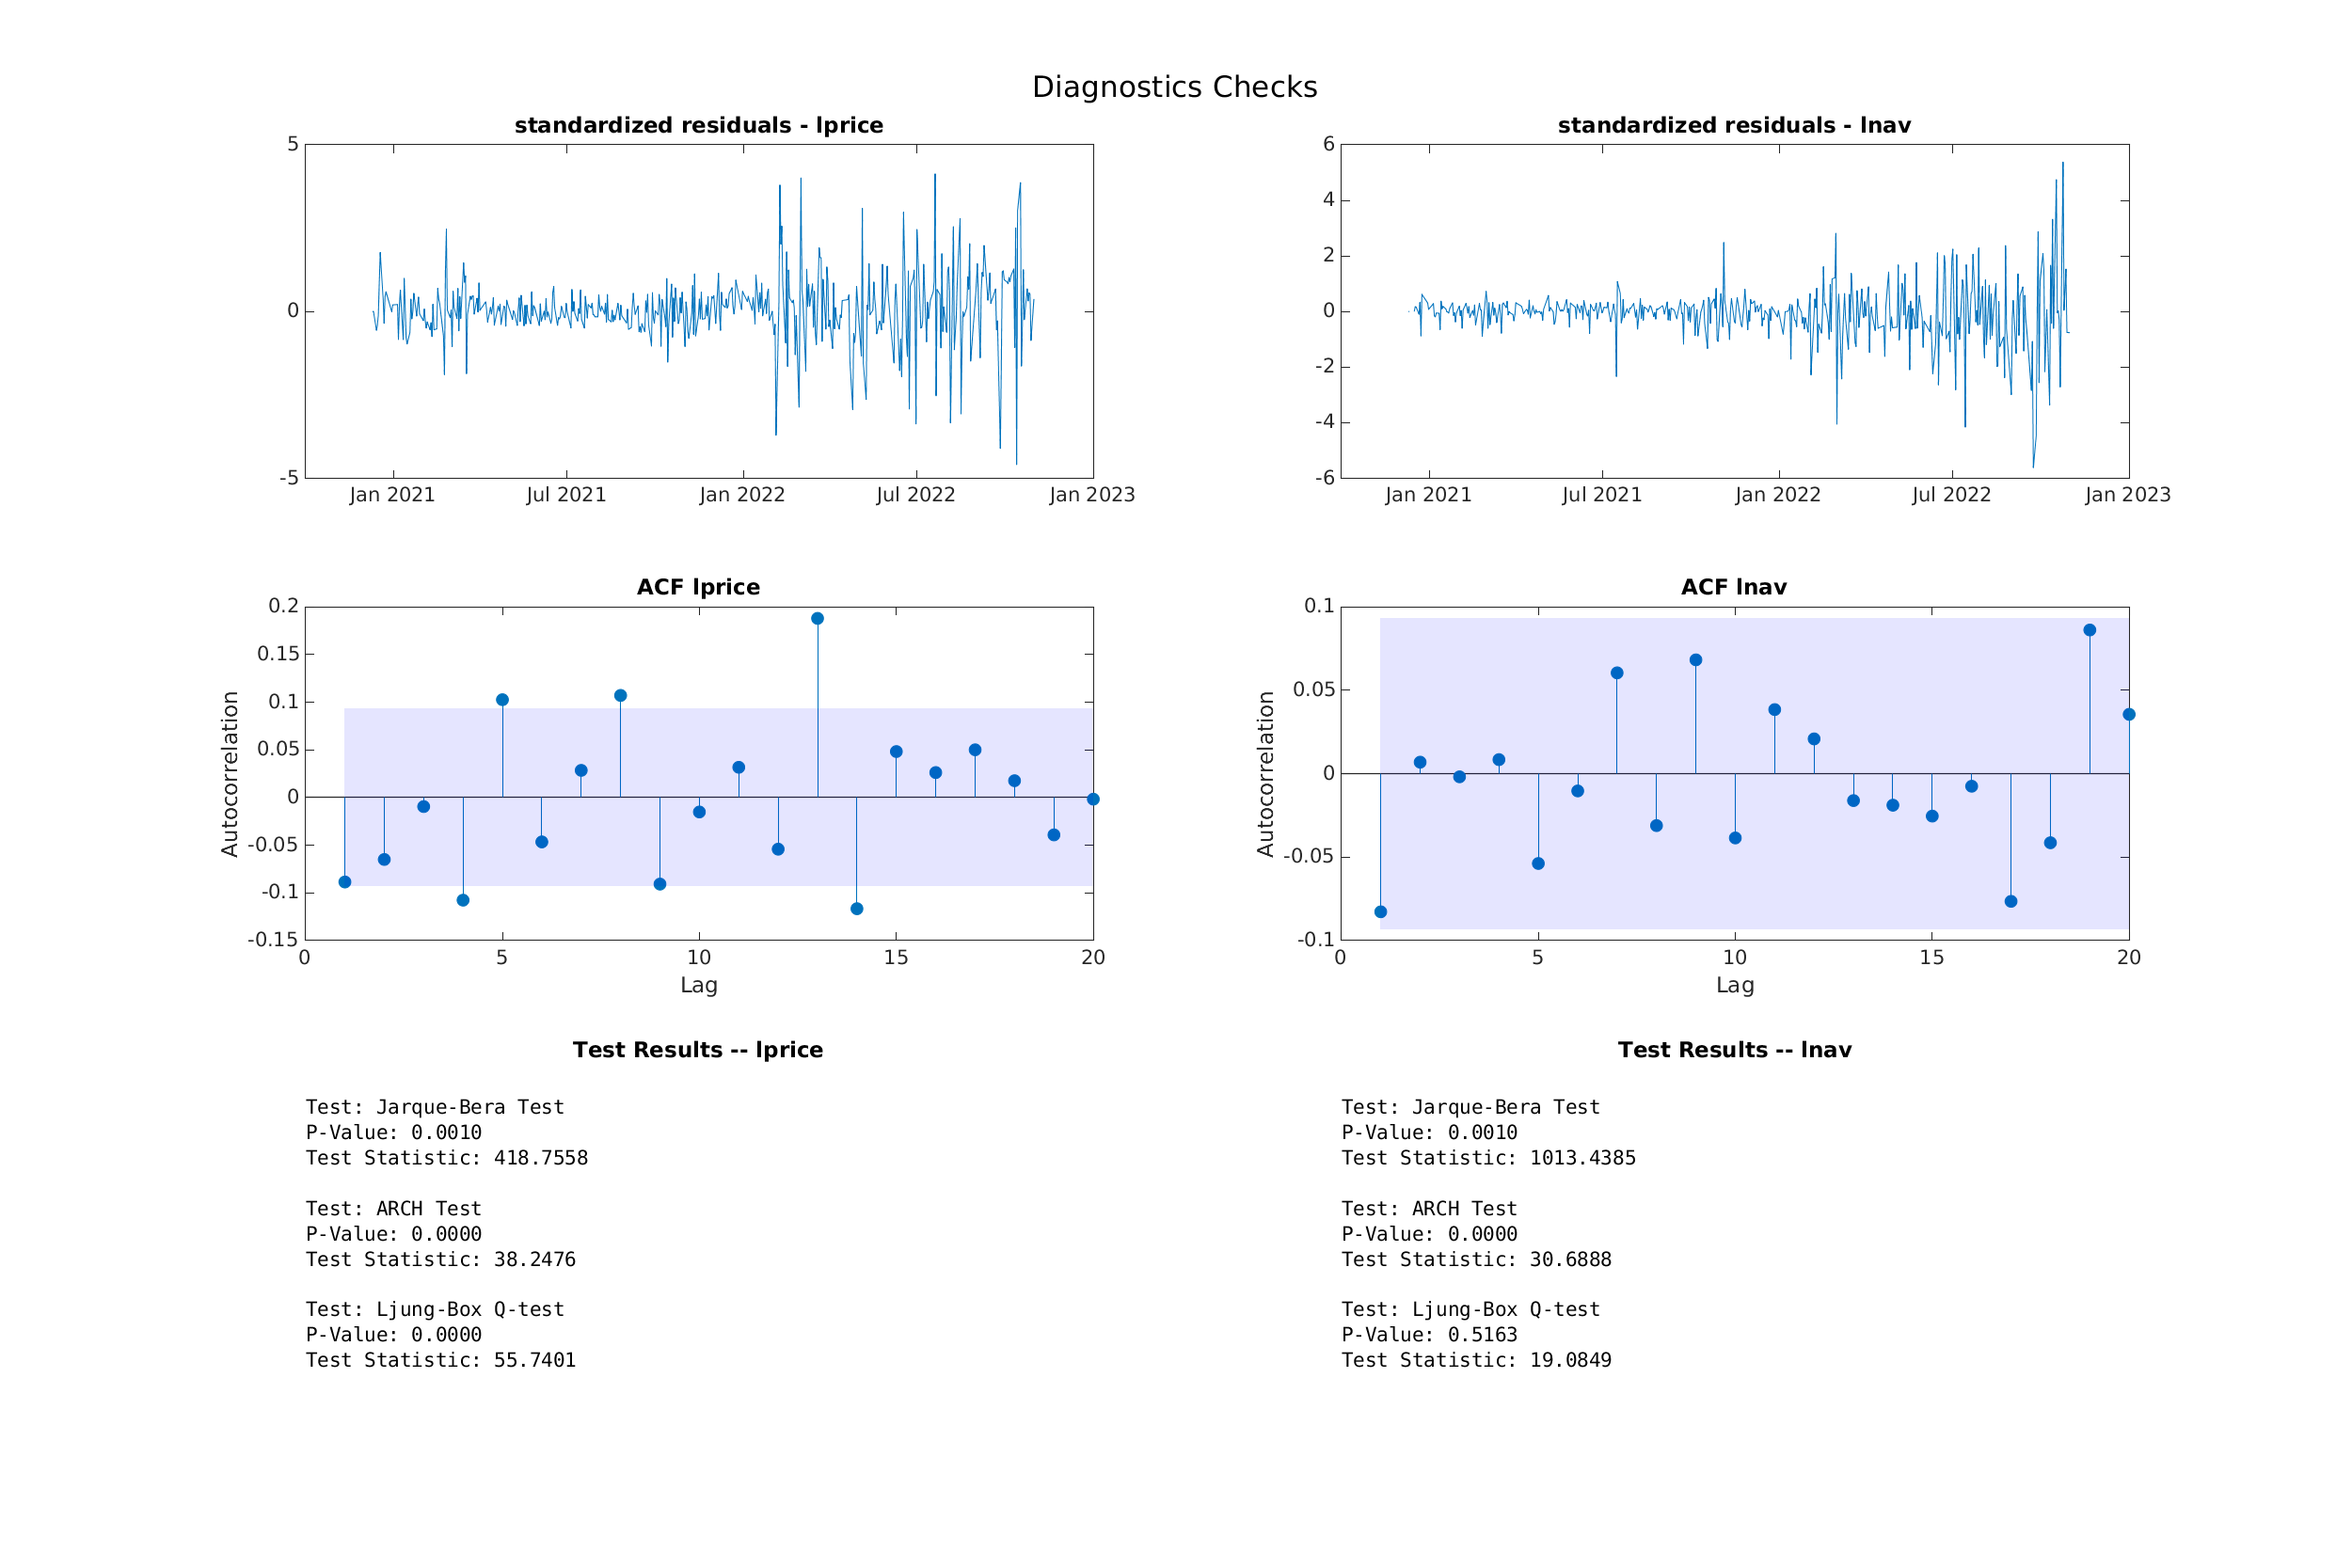 Diagnostics Checks
standardized residuals - lprice
5
0
-5
Jan 2021
Jul 2021
Jan 2022
Jul 2022
Jan 2023
standardized residuals - lnav
6
4
2
0
-2
-4
-6
Jan 2021
Jul 2021
Jan 2022
Jul 2022
Jan 2023
ACF lprice
Autocorrelation
0.2
0.15
0.1
0.05
0
-0.05
-0.1
-0.15
0
5
10
15
20
Lag
ACF lnav
Autocorrelation
0.1
0.05
0
-0.05
-0.1
0
5
10
15
20
Lag
Test Results -- lprice
Test: Jarque-Bera Test
P-Value: 0.0010
Test Statistic: 418.7558
Test: ARCH Test
P-Value: 0.0000
Test Statistic: 38.2476
Test: Ljung-Box Q-test
P-Value: 0.0000
Test Statistic: 55.7401
Test Results -- lnav
Test: Jarque-Bera Test
P-Value: 0.0010
Test Statistic: 1013.4385
Test: ARCH Test
P-Value: 0.0000
Test Statistic: 30.6888
Test: Ljung-Box Q-test
P-Value: 0.5163
Test Statistic: 19.0849